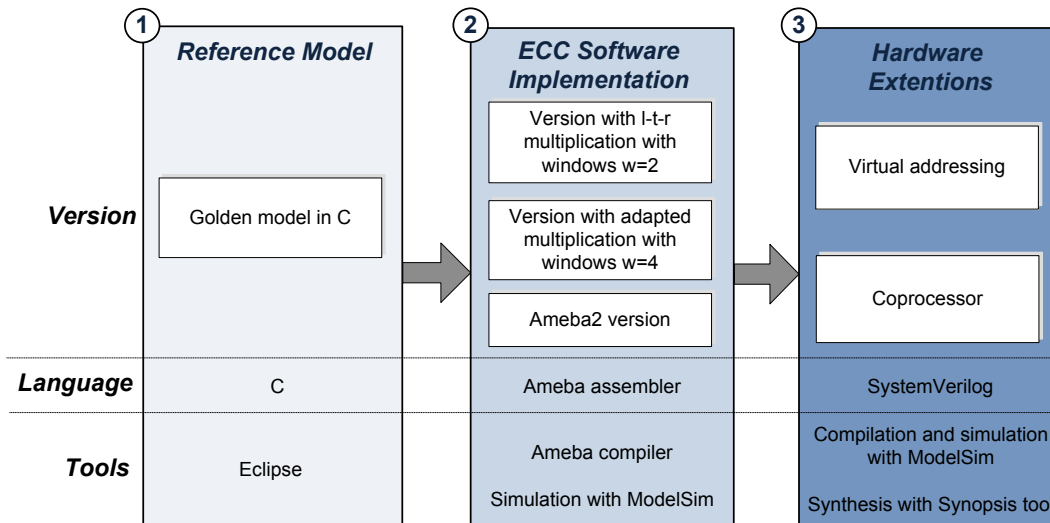 1
Reference Model
2
ECC Software
Implementation
3
Hardware
Extentions
Version
Golden model in C
Version with l-t-r
multiplication with
windows w=2
Version with adapted
multiplication with
windows w=4
Ameba2 version
Virtual addressing
Coprocessor
Language
C
Ameba assembler
SystemVerilog
Tools
Eclipse
Ameba compiler
Simulation with ModelSim
Compilation and simulation
with ModelSim
Synthesis with Synopsis tool